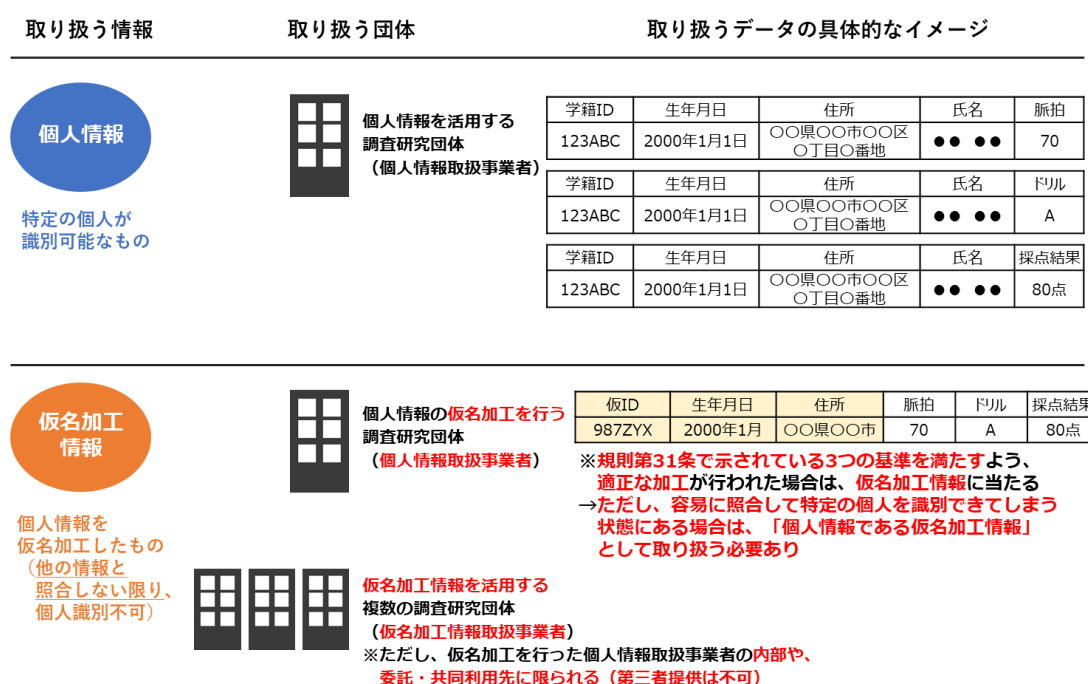 取り扱う情報
取り扱う団体
取り扱うデータの具体的なイメージ
個人情報
特定の個人が
識別可能なもの
個人情報を活用する
調査研究団体
（個人情報取扱事業者）
学籍ID 生年月日 住所 氏名 脈拍
123ABC 2000年1月1日 〇〇県〇〇市〇〇区 ●● ●● 70
〇丁目〇番地
学籍ID 生年月日 住所 氏名 ドリル
123ABC 2000年1月1日 〇〇県〇〇市〇〇区 ●● ●● A
〇丁目〇番地
学籍ID 生年月日 住所 氏名 採点結果
123ABC 2000年1月1日 〇〇県〇〇市〇〇区 ●● ●● 80点
〇丁目〇番地
仮名加工
情報
個人情報を
仮名加工したもの
（他の情報と
照合しない限り、
個人識別不可）
個人情報の仮名加工を行う
調査研究団体
（個人情報取扱事業者）
仮ID 生年月日 住所 脈拍 ドリル 採点結果
987ZYX 2000年1月 〇〇県〇〇市 70 A 80点
※規則第31条で示されている3つの基準を満たすよう、
適正な加工が行われた場合は、仮名加工情報に当たる
→ただし、容易に照合して特定の個人を識別できてしまう
状態にある場合は、「個人情報である仮名加工情報」
として取り扱う必要あり
仮名加工情報を活用する
複数の調査研究団体
（仮名加工情報取扱事業者）
※ただし、仮名加工を行った個人情報取扱事業者の内部や、
委託・共同利用先に限られる（第三者提供は不可）